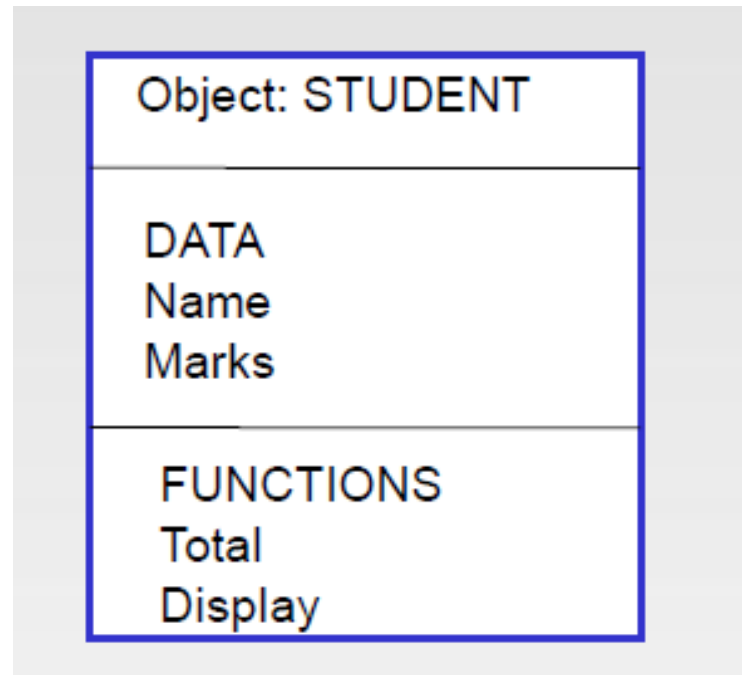 Object: STUDENT
DATA
Name
Marks
FUNCTIONS
Total
Display